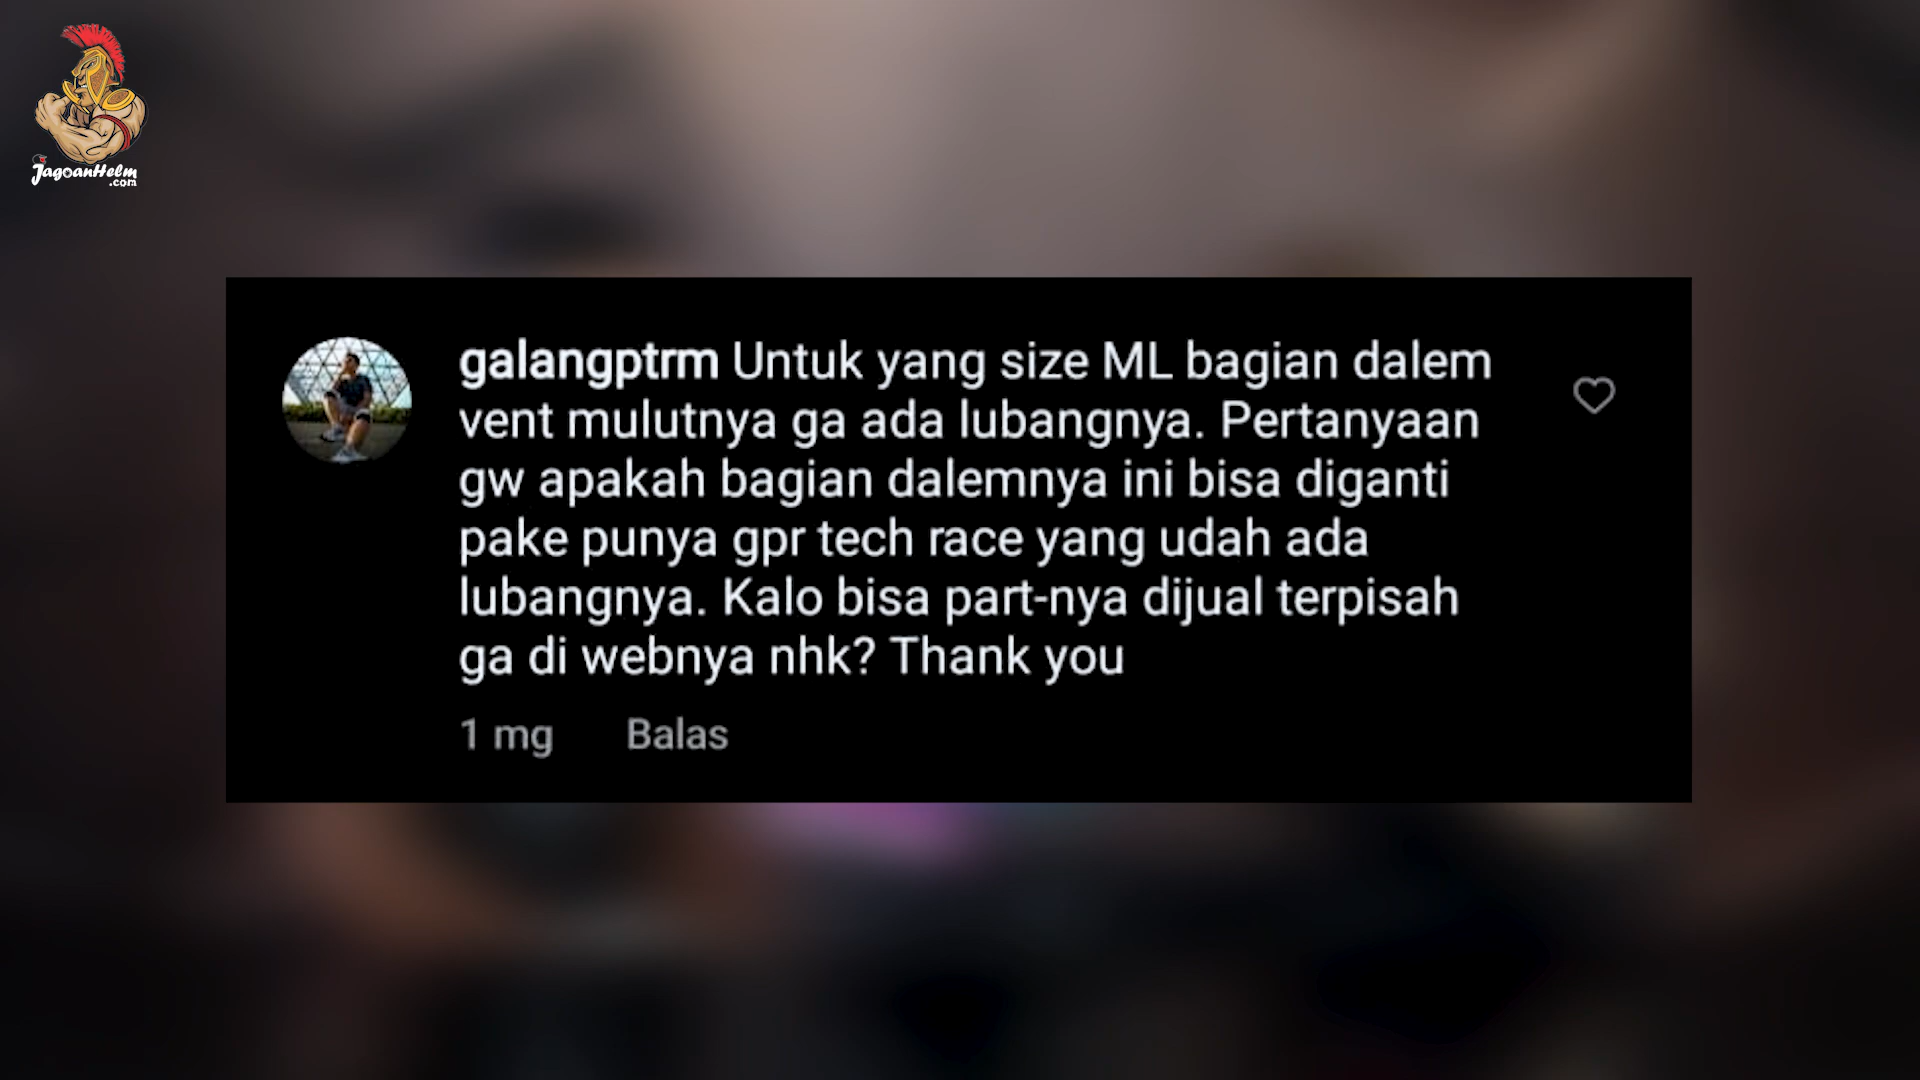 JagoanHelm
.com
galangptrm Untuk yang size ML bagian dalem
vent mulutnya ga ada lubangnya. Pertanyaan
gw apakah bagian dalemnya ini bisa diganti
pake punya gpr tech race yang udah ada
lubangnya. Kalo bisa part-nya dijual terpisah
ga di webnya nhk? Thank you
1 mg Balas